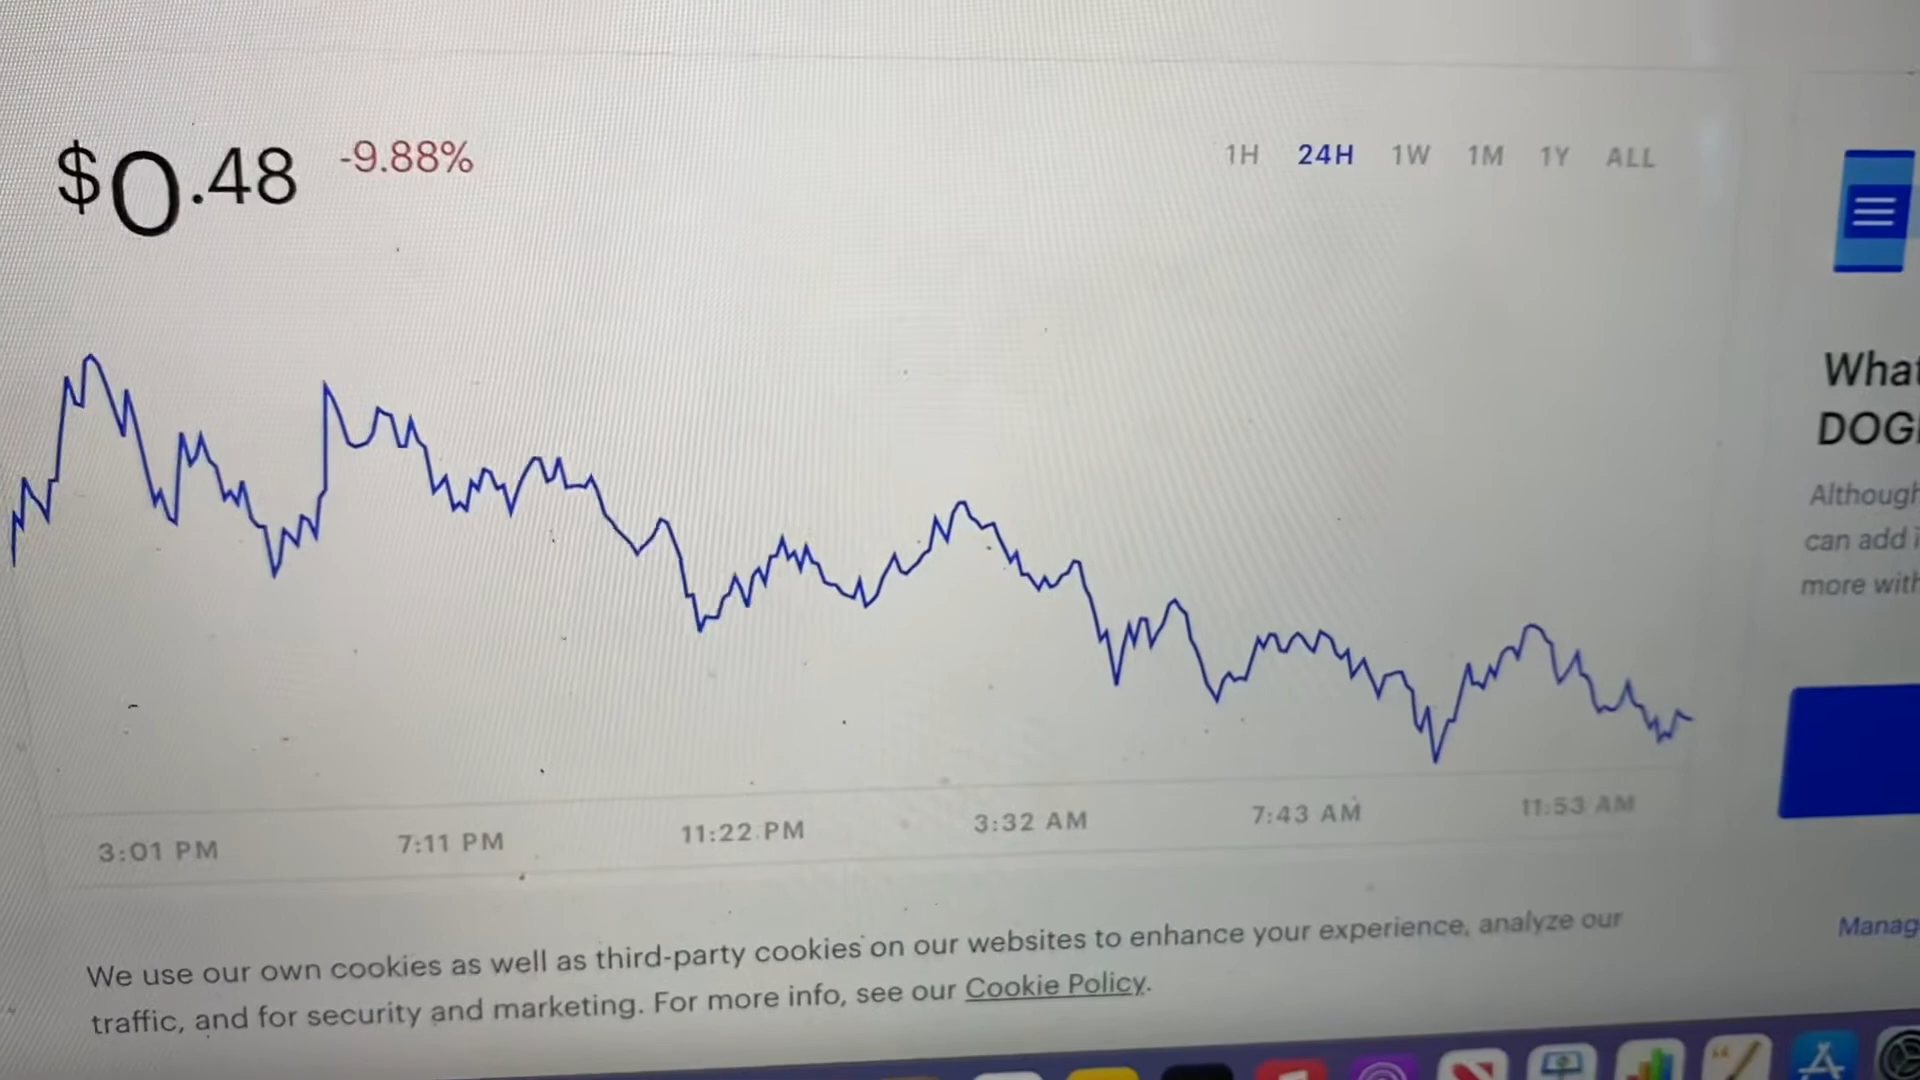 $0.48 -9.88%
1H 24H 1W 1M 1Y ALL
3:01 PM 7:11 PM 11:22 PM 3:32 AM 7:43 AM 11:53 AM
We use our own cookies as well as third-party cookies on our websites to enhance your experience, analyze our
traffic, and for security and marketing. For more info, see our Cookie Policy.
What
DOG
Although
can add i
more with
Manag